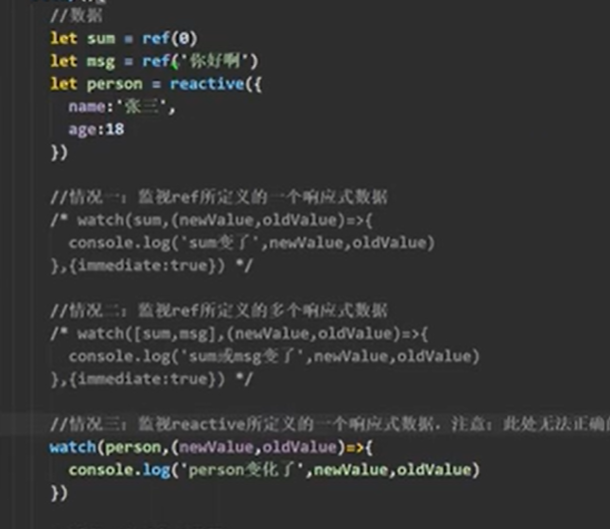 //数据
let sum = ref(0)
let msg = ref('你好啊')
let person = reactive({
name:'张三',
age:18
})
//情况一：监视ref所定义的一个响应式数据
/* watch(sum,(newValue,oldValue)=>{
console.log('sum变了',newValue,oldValue)
},{immediate:true}) */
//情况二：监视ref所定义的多个响应式数据
/* watch([sum,msg],(newValue,oldValue)=>{
console.log('sum或msg变了',newValue,oldValue)
},{immediate:true}) */
//情况三：监视reactive所定义的一个响应式数据，注意：此处无法正确
watch(person,(newValue,oldValue)=>{
console.log('person变化了',newValue,oldValue)
})